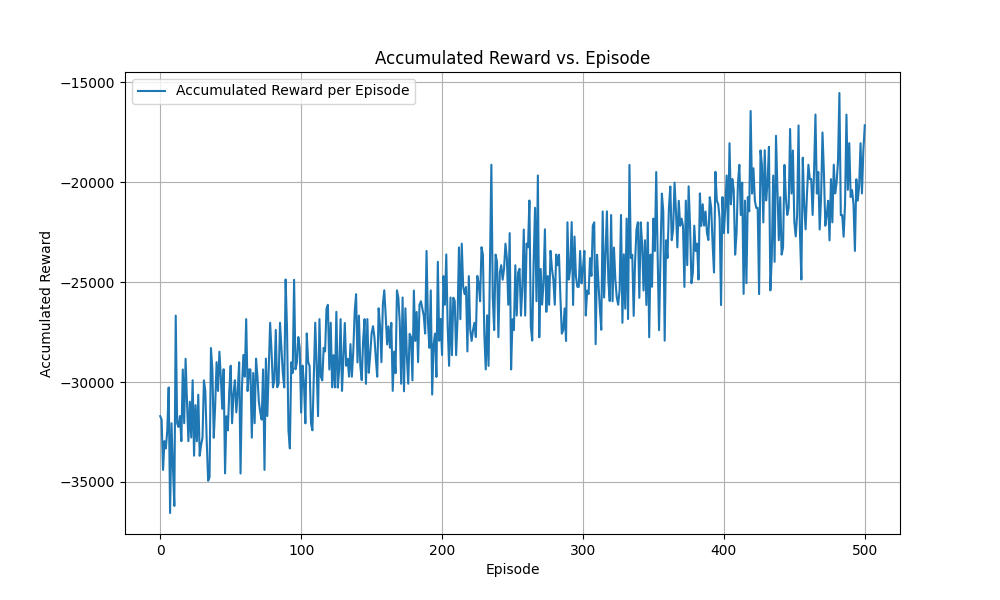 Accumulated Reward vs. Episode
Accumulated Reward per Episode
Accumulated Reward
−15000
−20000
−25000
−30000
−35000
0 100 200 300 400 500
Episode